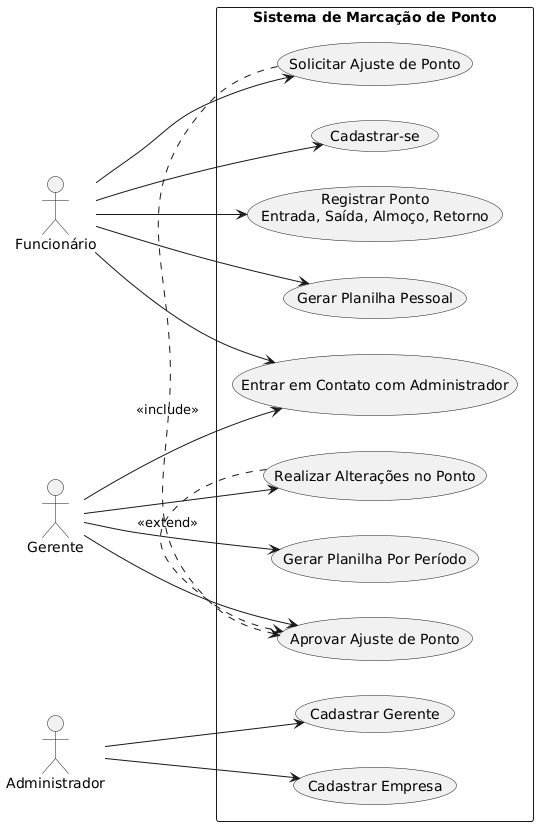 Sistema de Marcação de Ponto
Solicitar Ajuste de Ponto
Cadastrar-se
Registrar Ponto
Entrada, Saída, Almoço, Retorno
Funcionário
Gerar Planilha Pessoal
Entrar em Contato com Administrador
«include»
Realizar Alterações no Ponto
«extend»
Gerente
Gerar Planilha Por Período
Aprovar Ajuste de Ponto
Cadastrar Gerente
Administrador
Cadastrar Empresa